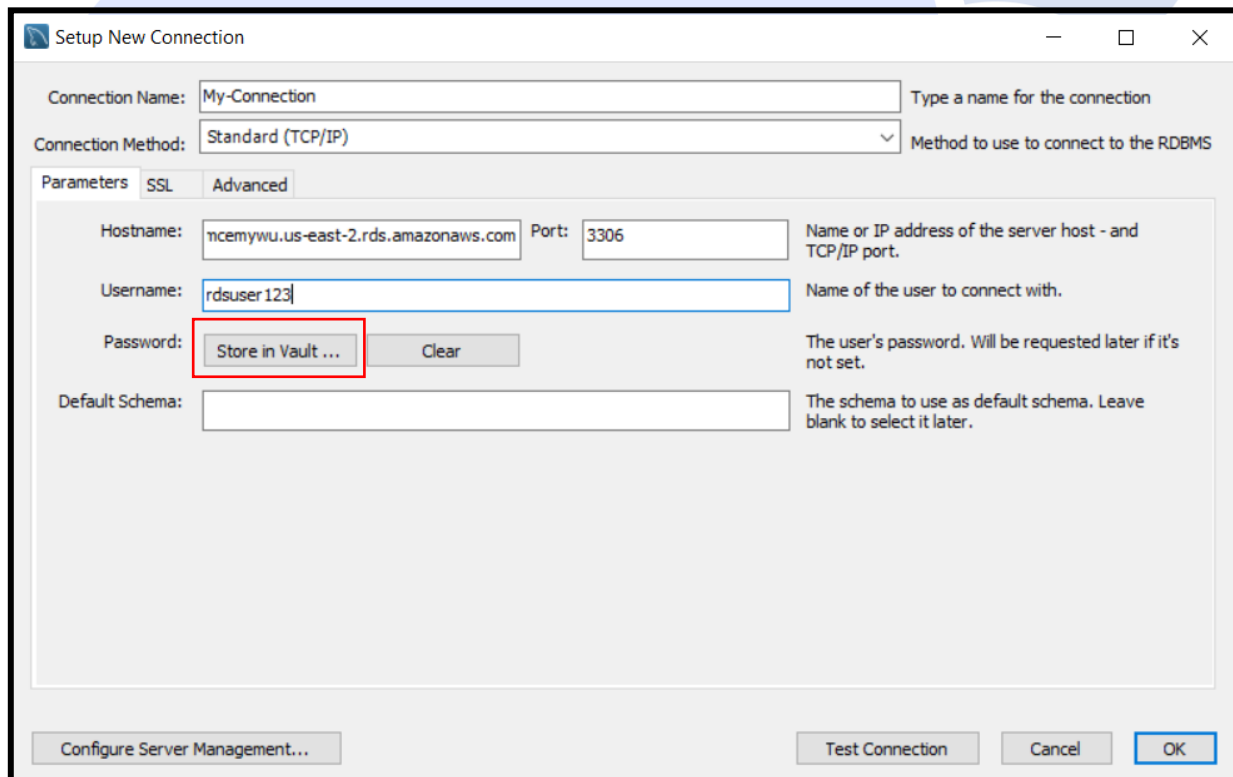 Setup New Connection
Connection Name: My-Connection Type a name for the connection
Connection Method: Standard (TCP/IP) Method to use to connect to the RDBMS
Parameters SSL Advanced
Hostname: mcemywu.us-east-2.rds.amazonaws.com Port: 3306 Name or IP address of the server host - and
TCP/IP port.
Username: rdsuser123 Name of the user to connect with.
Password: Store in Vault ... Clear The user's password. Will be requested later if it's
not set.
Default Schema: The schema to use as default schema. Leave
blank to select it later.
Configure Server Management... Test Connection Cancel OK